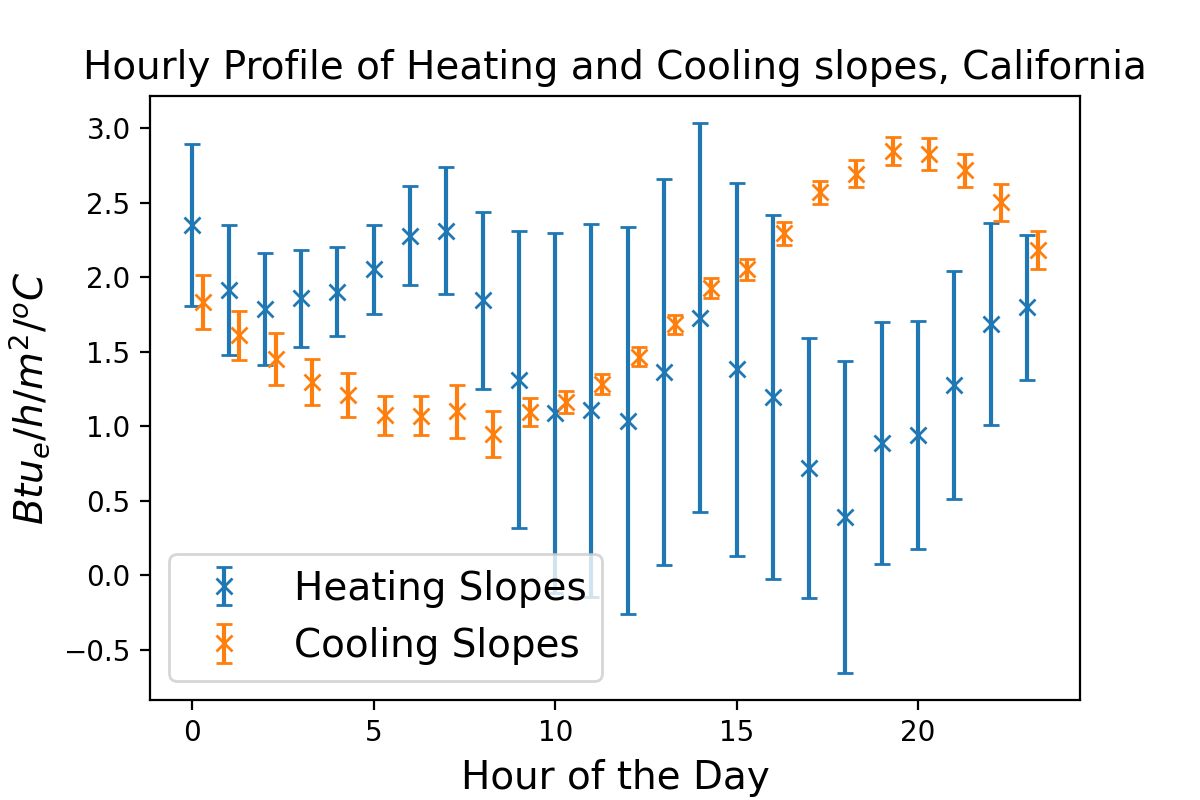 Hourly Profile of Heating and Cooling slopes, California
Btu_e/h/m²/°C
3.0
2.5
2.0
1.5
1.0
0.5
0.0
−0.5
Heating Slopes
Cooling Slopes
0 5 10 15 20
Hour of the Day